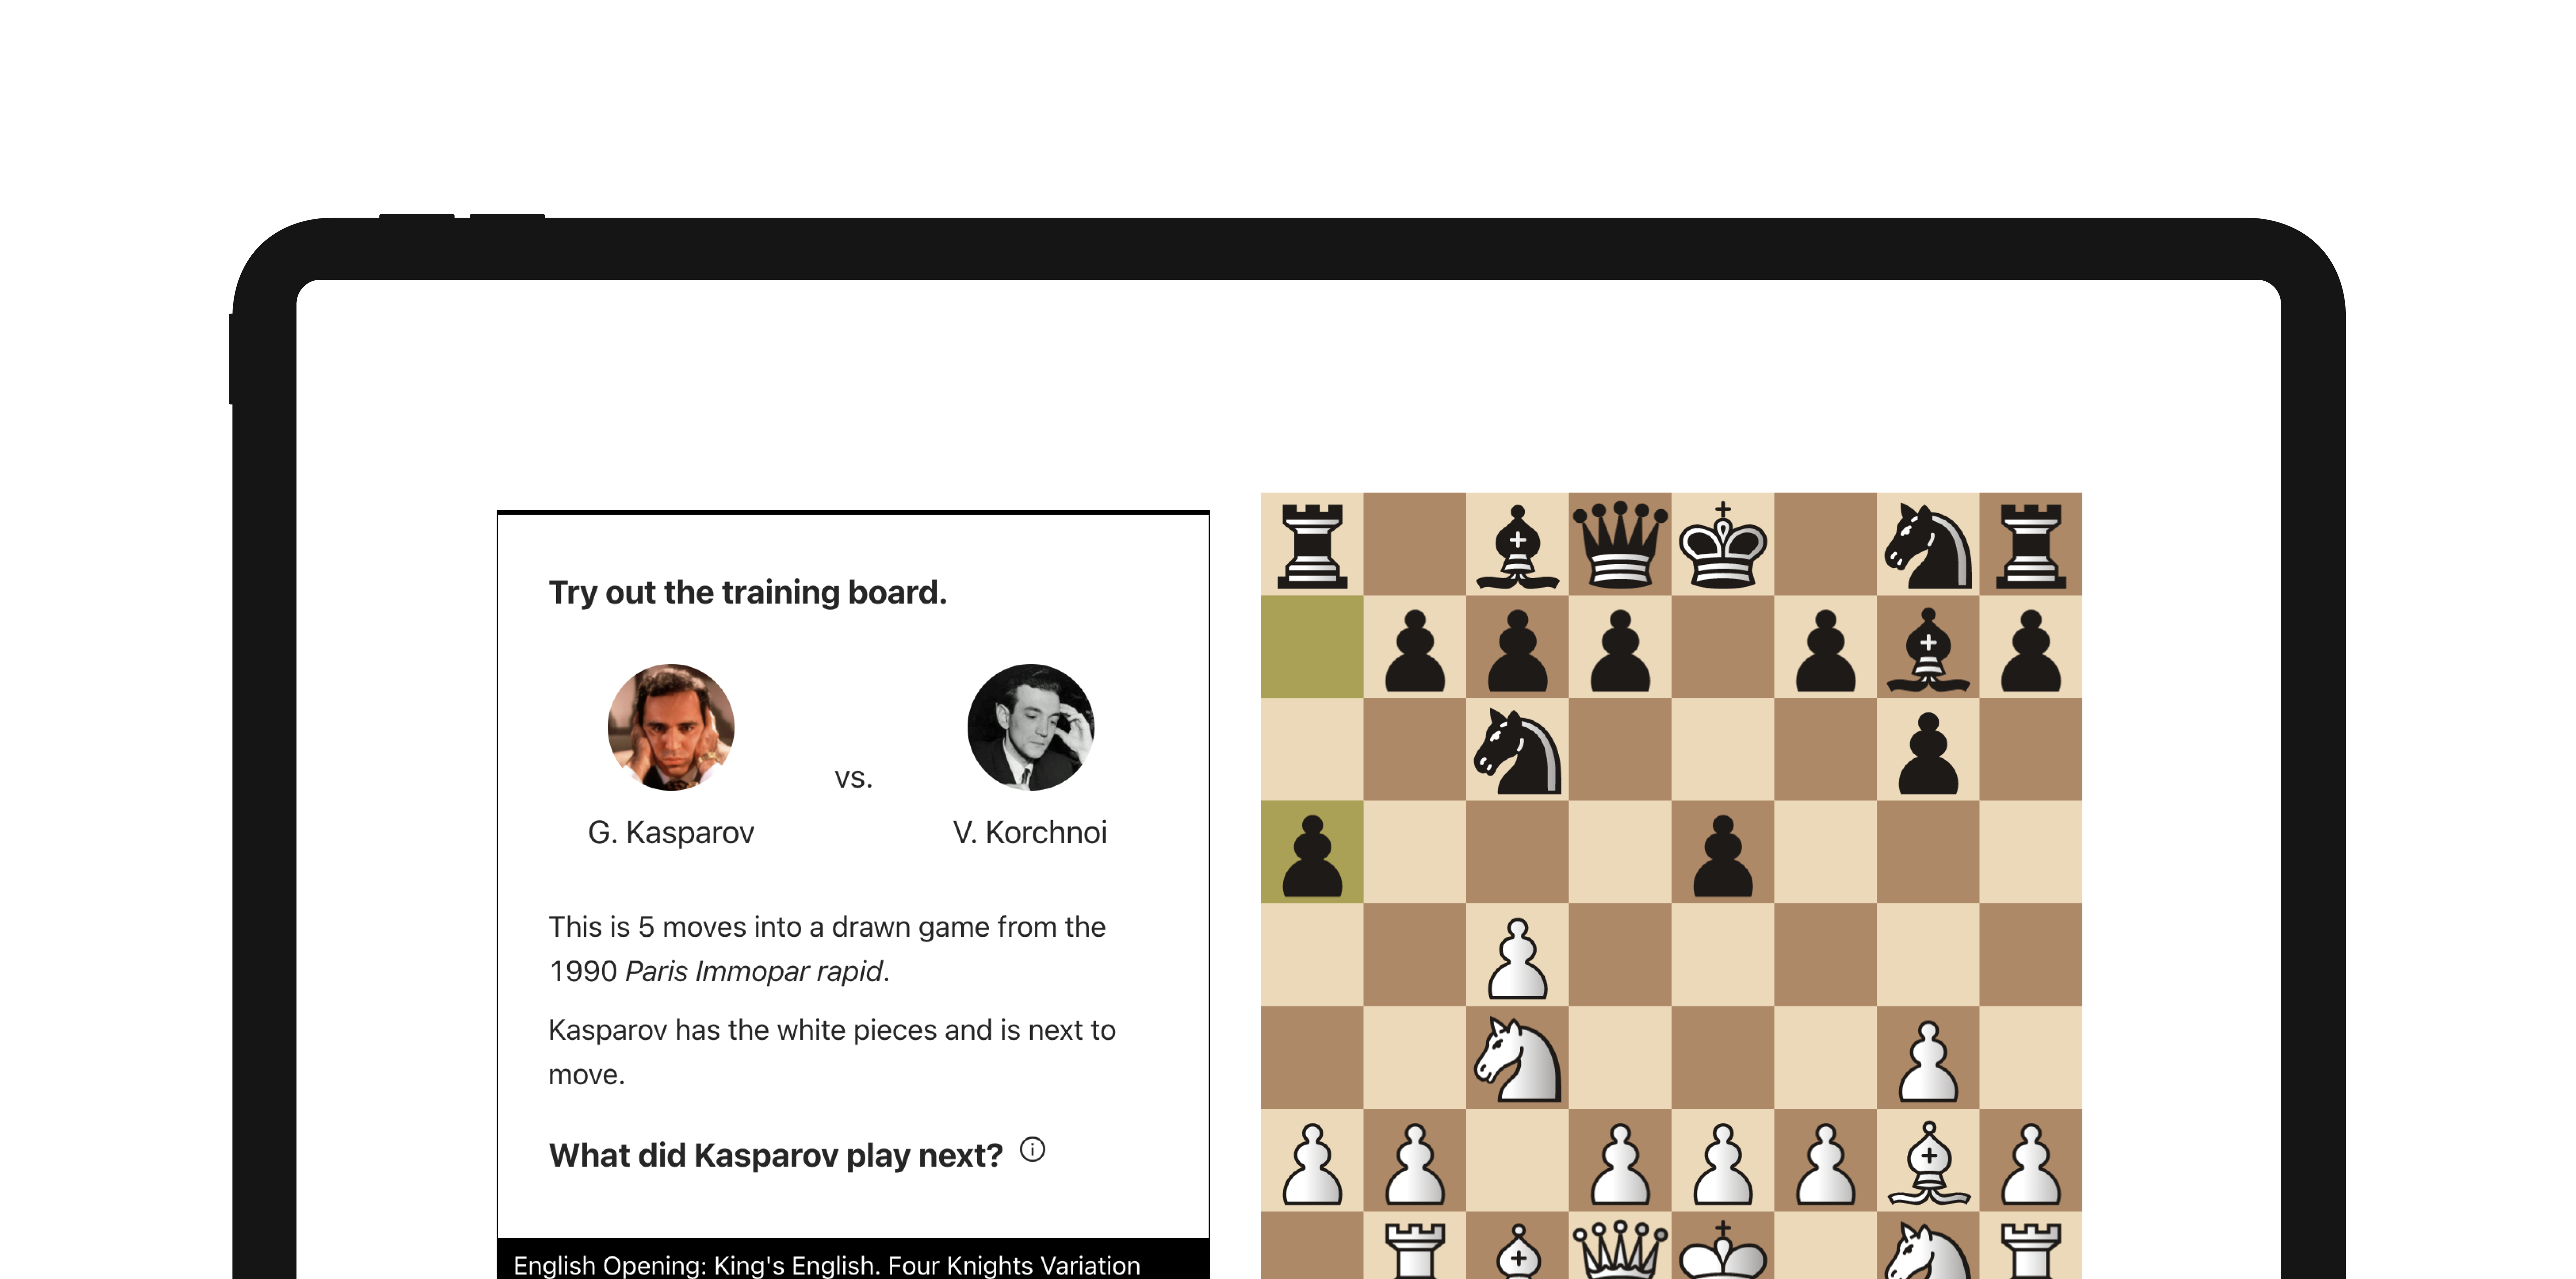 Try out the training board.
vs.
G. Kasparov
V. Korchnoi
This is 5 moves into a drawn game from the
1990 Paris Immopar rapid.
Kasparov has the white pieces and is next to
move.
What did Kasparov play next?
English Opening: King's English. Four Knights Variation